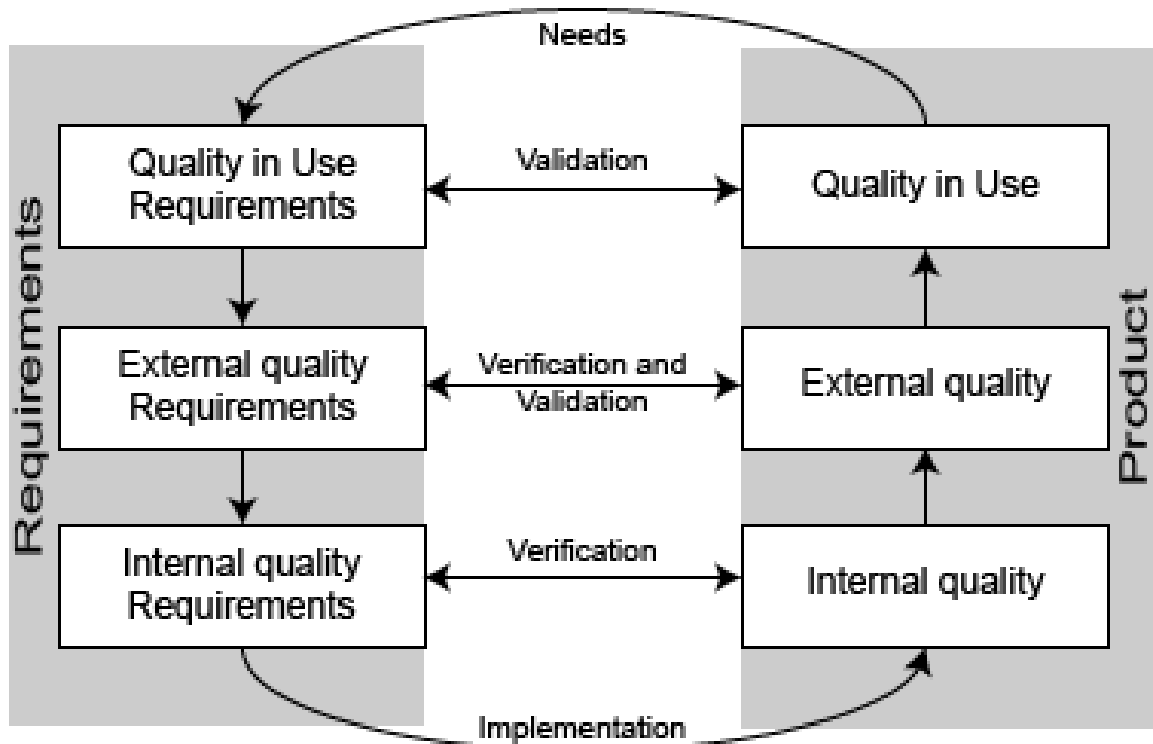 Needs
Quality in Use
Requirements
Validation
Quality in Use
External quality
Requirements
Verification and
Validation
External quality
Internal quality
Requirements
Verification
Internal quality
Implementation
Requirements
Product